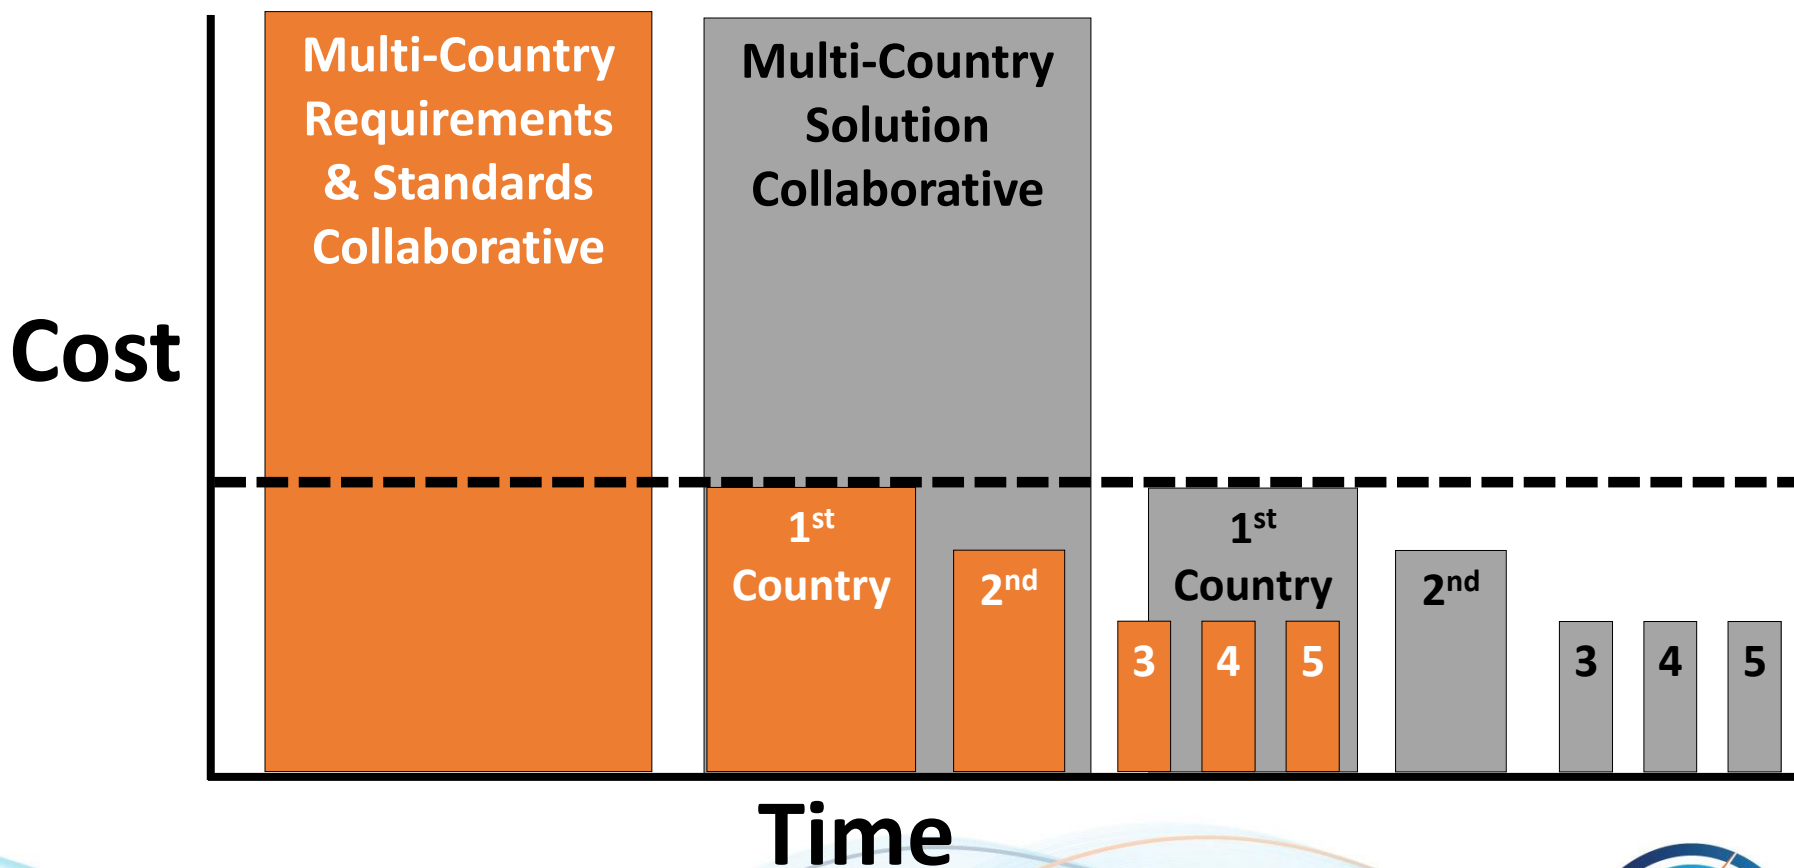 Multi-Country
Requirements
& Standards
Collaborative
Multi-Country
Solution
Collaborative
Cost
1st
Country
2nd
3
4
5
1st
Country
2nd
3
4
5
Time